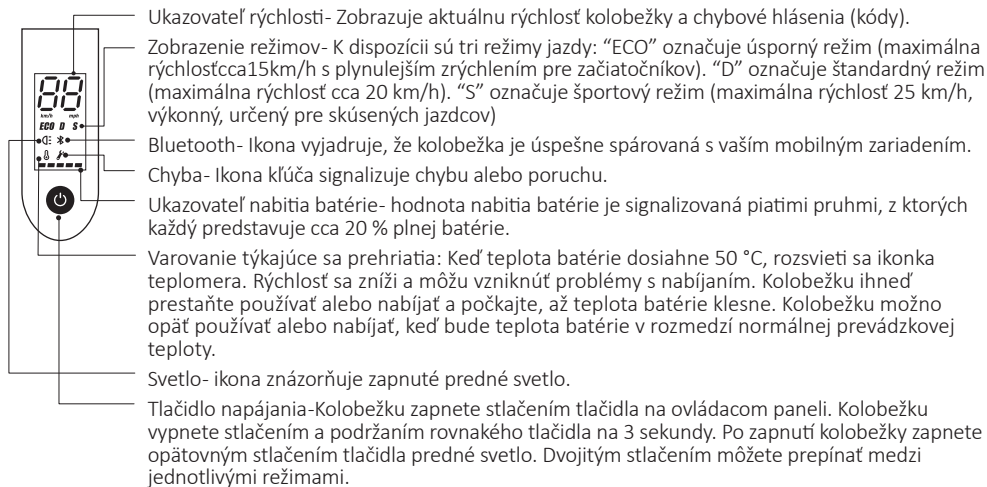 Ukazovateľ rýchlosti- Zobrazuje aktuálnu rýchlosť kolobežky a chybové hlásenia (kódy).
Zobrazenie režimov- K dispozícii sú tri režimy jazdy: “ECO” označuje úsporný režim (maximálna
rýchlosťcca15km/h s plynulejším zrýchlením pre začiatočníkov). “D” označuje štandardný režim
(maximálna rýchlosť cca 20 km/h). “S” označuje športový režim (maximálna rýchlosť 25 km/h,
výkonný, určený pre skúsených jazdcov)
88
km/h mph
ECO D S
Bluetooth- Ikona vyjadruje, že kolobežka je úspešne spárovaná s vaším mobilným zariadením.
Chyba- Ikona kľúča signalizuje chybu alebo poruchu.
Ukazovateľ nabitia batérie- hodnota nabitia batérie je signalizovaná piatimi pruhmi, z ktorých
každý predstavuje cca 20 % plnej batérie.
Varovanie týkajúce sa prehriatia: Keď teplota batérie dosiahne 50 °C, rozsvieti sa ikonka
teplomera. Rýchlosť sa zníži a môžu vzniknúť problémy s nabíjaním. Kolobežku ihneď
prestaňte používať alebo nabíjať a počkajte, až teplota batérie klesne. Kolobežku možno
opäť používať alebo nabíjať, keď bude teplota batérie v rozmedzí normálnej prevádzkovej
teploty.
Svetlo- ikona znázorňuje zapnuté predné svetlo.
Tlačidlo napájania-Kolobežku zapnete stlačením tlačidla na ovládacom paneli. Kolobežku
vypnete stlačením a podržaním rovnakého tlačidla na 3 sekundy. Po zapnutí kolobežky zapnete
opätovným stlačením tlačidla predné svetlo. Dvojitým stlačením môžete prepínať medzi
jednotlivými režimami.